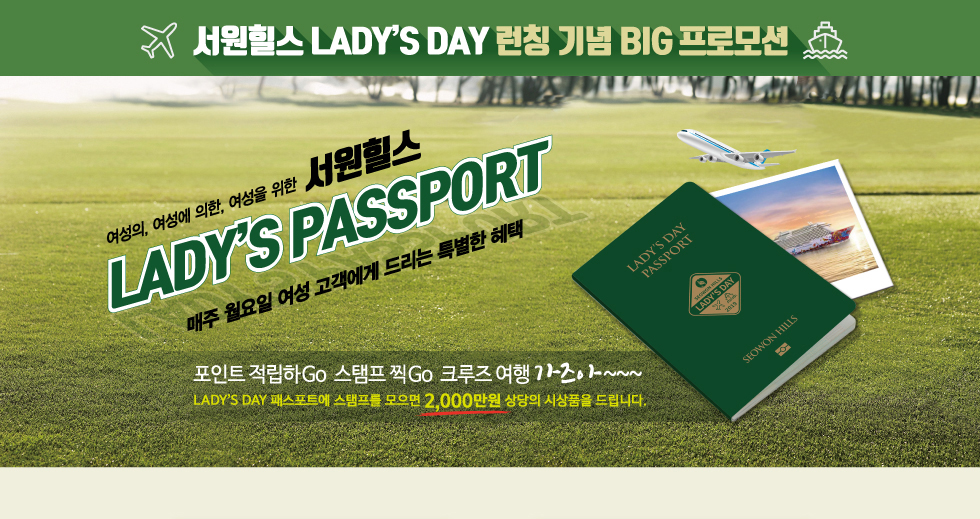 서원힐스 LADY'S DAY 런칭 기념 BIG 프로모션
여성의, 여성에 의한, 여성을 위한 서원힐스
LADY'S PASSPORT
매주 월요일 여성 고객에게 드리는 특별한 혜택
포인트 적립하Go 스탬프 찍Go 크루즈 여행 가즈아~~~
LADY'S DAY 패스포트에 스탬프를 모으면 2,000만원 상당의 시상품을 드립니다.
LADY'S DAY
PASSPORT
SEOWON HILLS
LADY'S DAY
2019
SEOWON HILLS